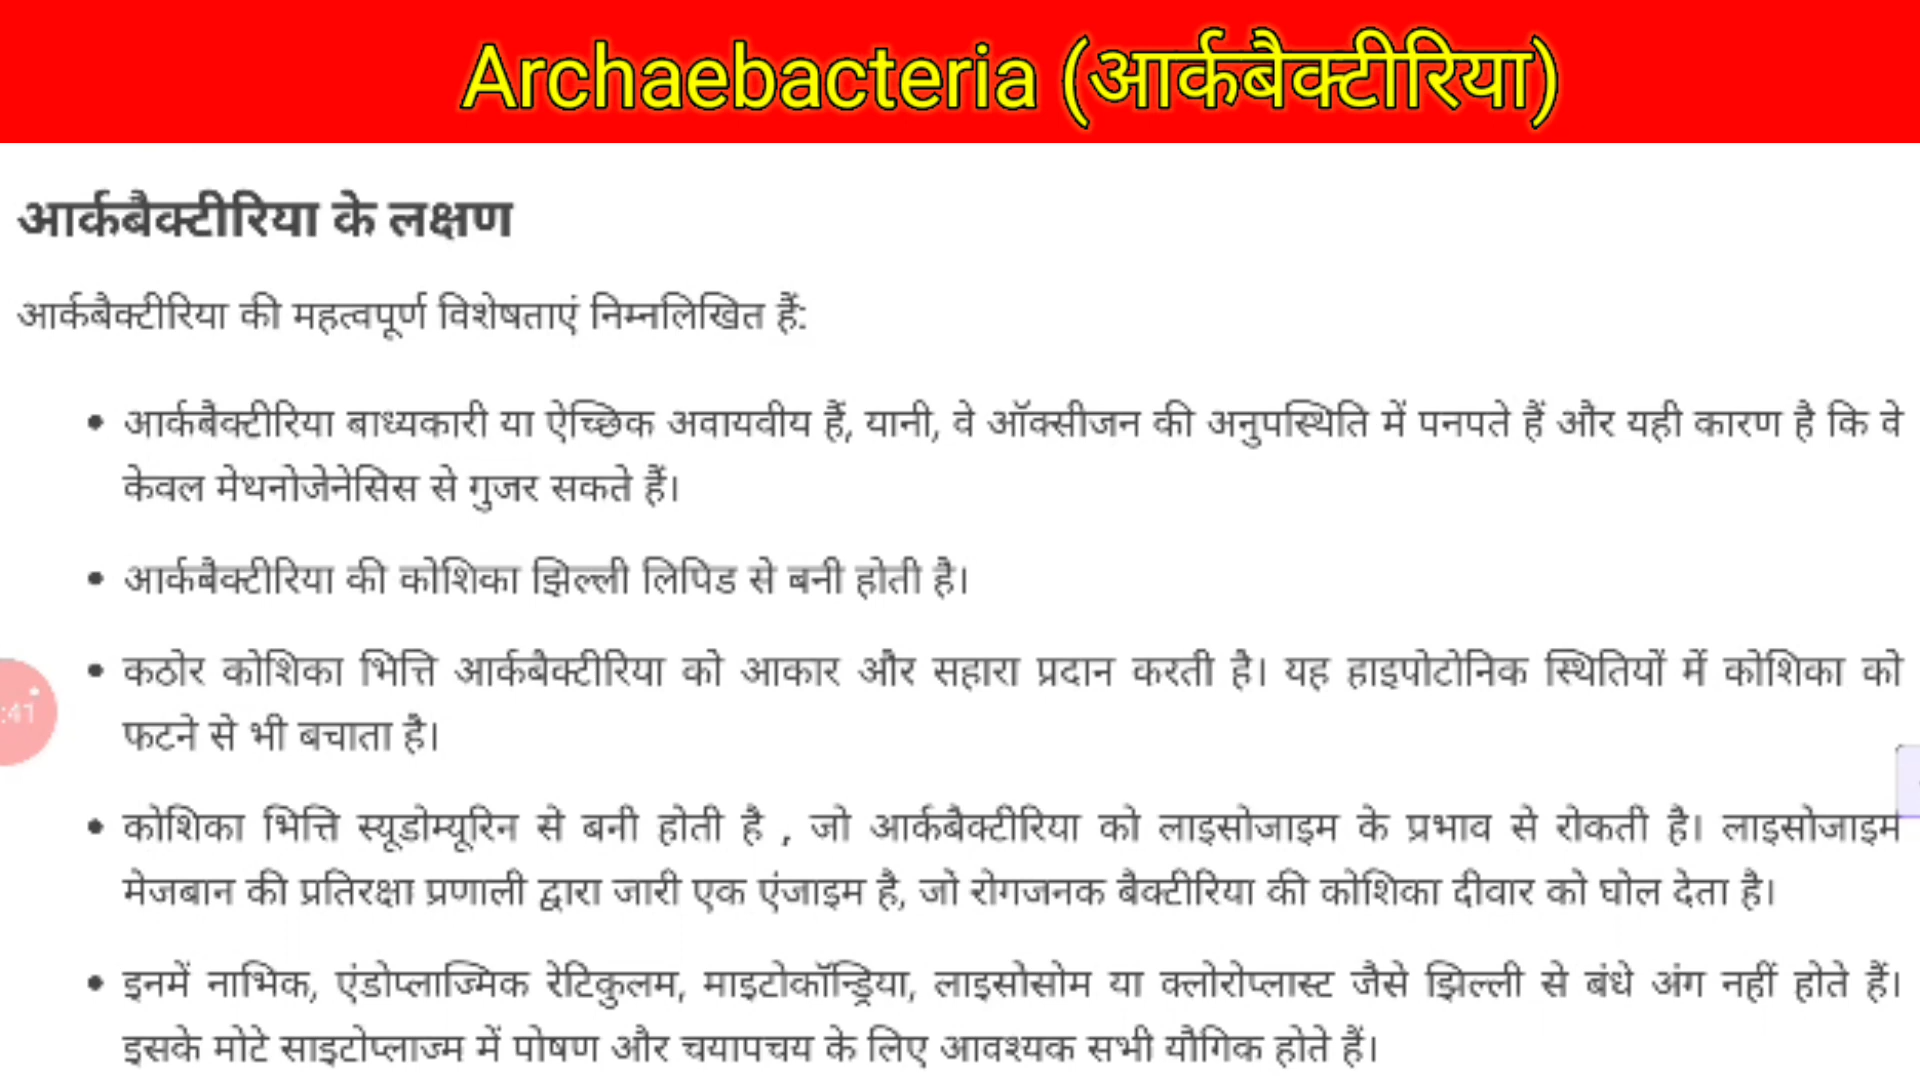 Archaebacteria (आर्कबैक्टीरिया)
आर्कबैक्टीरिया के लक्षण
आर्कबैक्टीरिया की महत्वपूर्ण विशेषताएं निम्नलिखित हैं:
• आर्कबैक्टीरिया बाध्यकारी या ऐच्छिक अवायवीय हैं, यानी, वे ऑक्सीजन की अनुपस्थिति में पनपते हैं और यही कारण है कि वे
केवल मेथनोजेनेसिस से गुजर सकते हैं।
• आर्कबैक्टीरिया की कोशिका झिल्ली लिपिड से बनी होती है।
• कठोर कोशिका भित्ति आर्कबैक्टीरिया को आकार और सहारा प्रदान करती है। यह हाइपोटोनिक स्थितियों में कोशिका को
फटने से भी बचाता है।
:41
• कोशिका भित्ति स्यूडोम्यूरिन से बनी होती है , जो आर्कबैक्टीरिया को लाइसोजाइम के प्रभाव से रोकती है। लाइसोजाइम
मेजबान की प्रतिरक्षा प्रणाली द्वारा जारी एक एंजाइम है, जो रोगजनक बैक्टीरिया की कोशिका दीवार को घोल देता है।
• इनमें नाभिक, एंडोप्लाज्मिक रेटिकुलम, माइटोकॉन्ड्रिया, लाइसोसोम या क्लोरोप्लास्ट जैसे झिल्ली से बंधे अंग नहीं होते हैं।
इसके मोटे साइटोप्लाज्म में पोषण और चयापचय के लिए आवश्यक सभी यौगिक होते हैं।